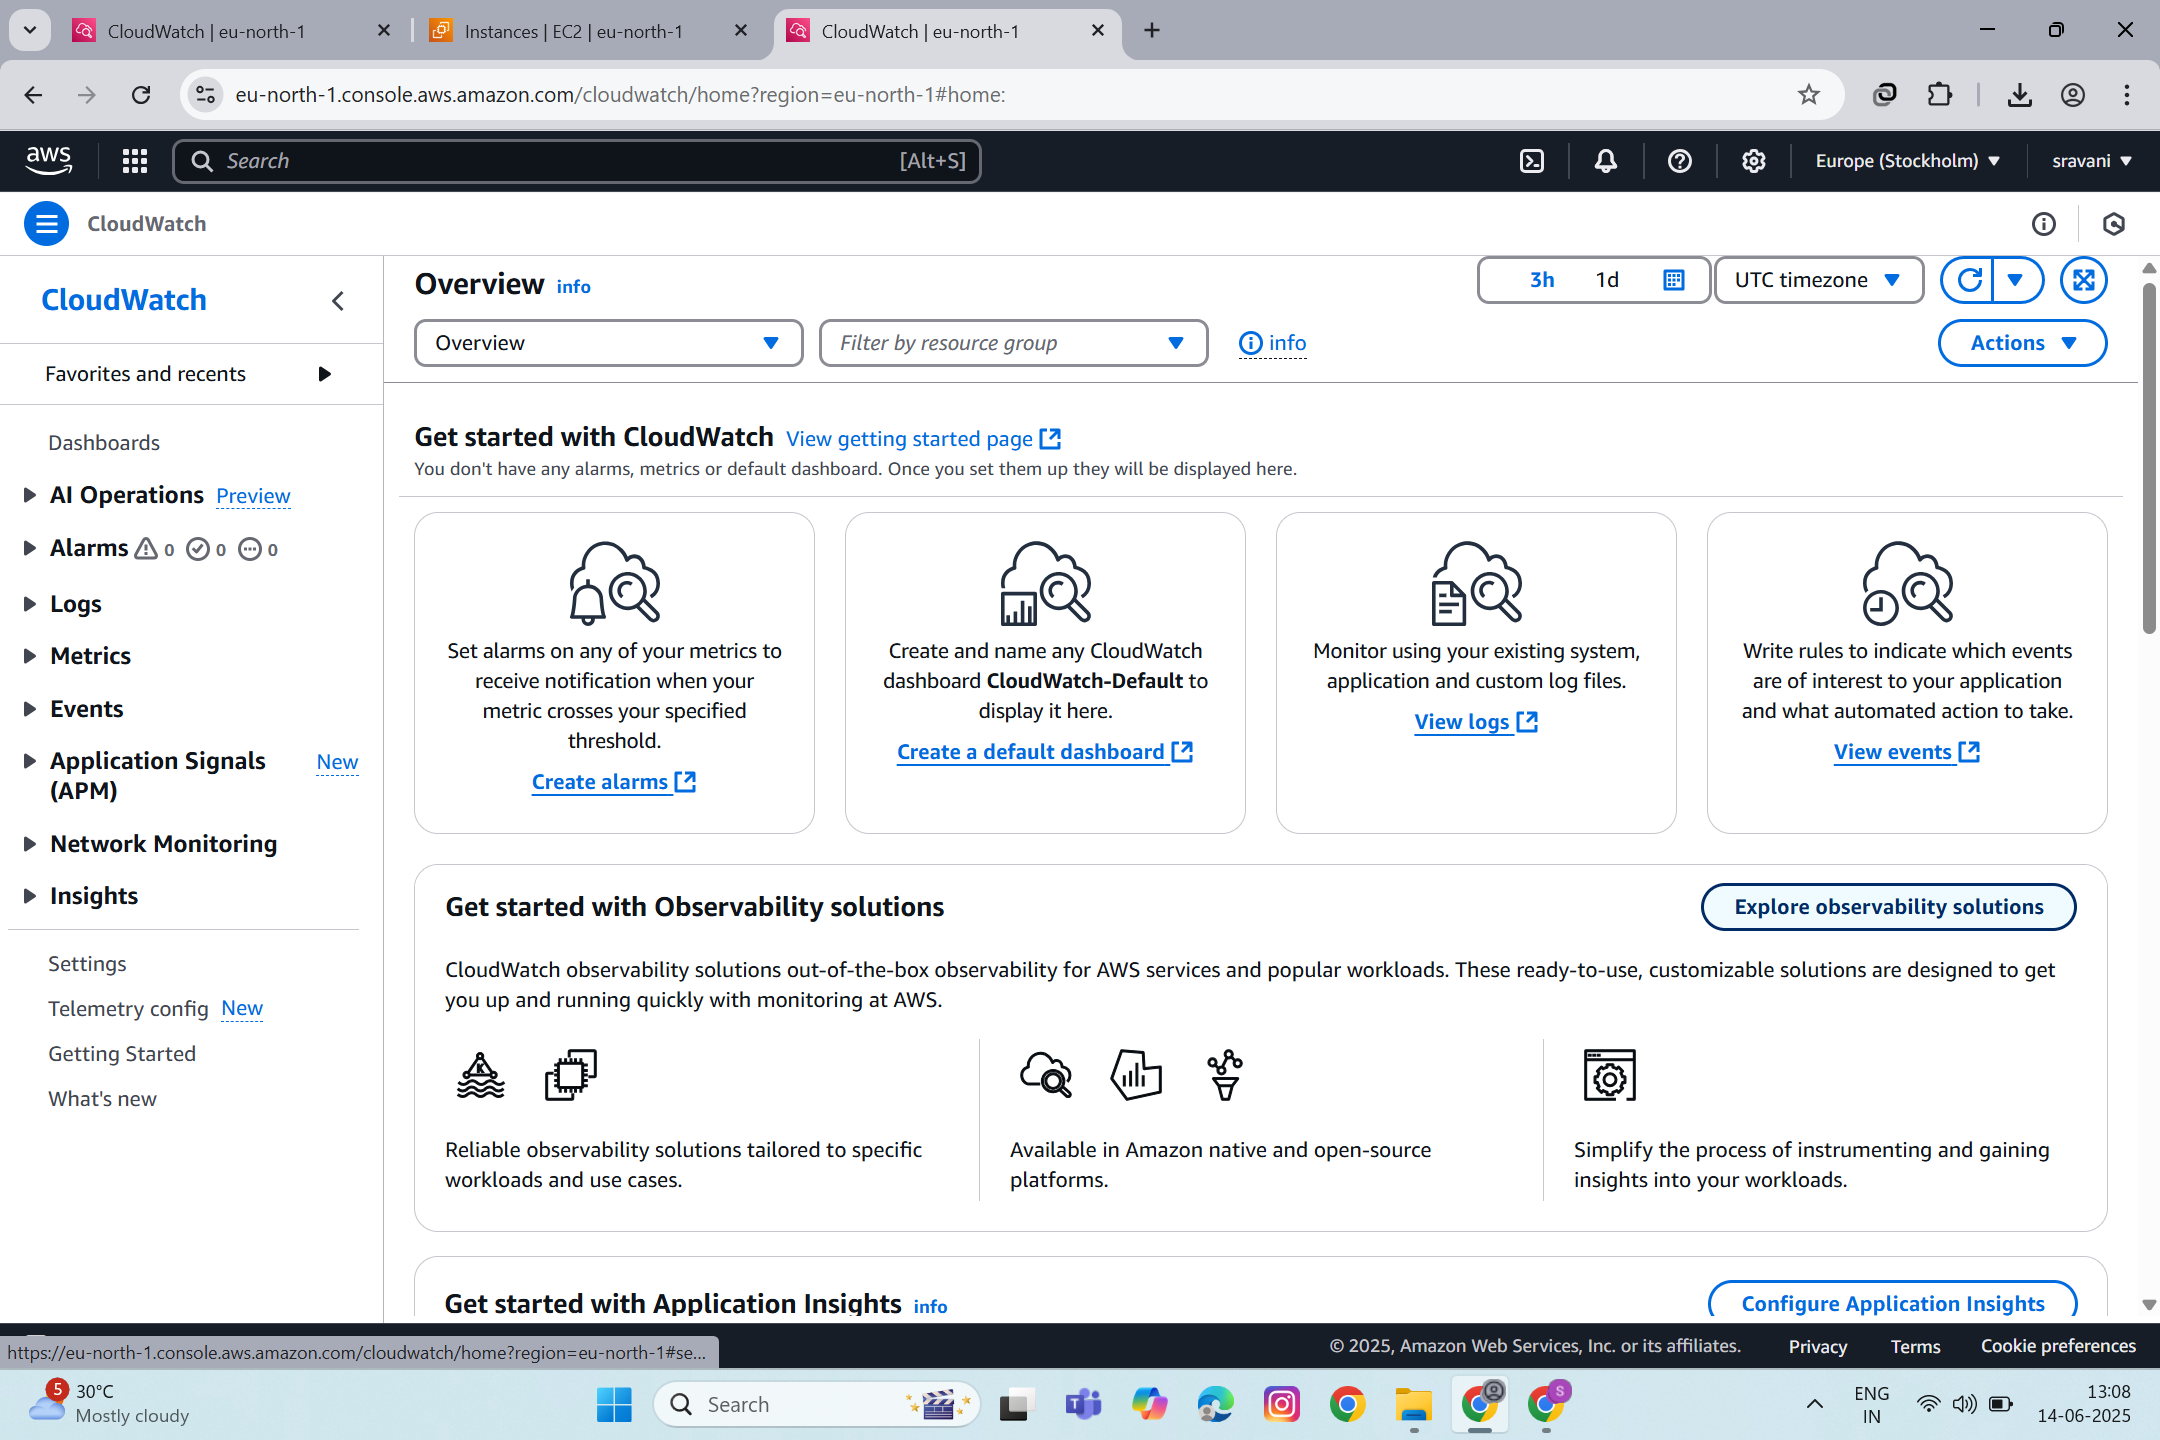 CloudWatch | eu-north-1
Instances | EC2 | eu-north-1
CloudWatch | eu-north-1
eu-north-1.console.aws.amazon.com/cloudwatch/home?region=eu-north-1#home:
aws
Search [Alt+S]
Europe (Stockholm)
sravani
CloudWatch
CloudWatch
Favorites and recents
Dashboards
AI Operations Preview
Alarms 0 0 0
Logs
Metrics
Events
Application Signals (APM) New
Network Monitoring
Insights
Settings
Telemetry config New
Getting Started
What's new
Overview info
3h 1d
UTC timezone
Overview
Filter by resource group
info
Actions
Get started with CloudWatch View getting started page
You don't have any alarms, metrics or default dashboard. Once you set them up they will be displayed here.
Set alarms on any of your metrics to
receive notification when your
metric crosses your specified
threshold.
Create alarms
Create and name any CloudWatch
dashboard CloudWatch-Default to
display it here.
Create a default dashboard
Monitor using your existing system,
application and custom log files.
View logs
Write rules to indicate which events
are of interest to your application
and what automated action to take.
View events
Get started with Observability solutions
Explore observability solutions
CloudWatch observability solutions out-of-the-box observability for AWS services and popular workloads. These ready-to-use, customizable solutions are designed to get
you up and running quickly with monitoring at AWS.
K
Reliable observability solutions tailored to specific
workloads and use cases.
Available in Amazon native and open-source
platforms.
Simplify the process of instrumenting and gaining
insights into your workloads.
Get started with Application Insights info
Configure Application Insights
https://eu-north-1.console.aws.amazon.com/cloudwatch/home?region=eu-north-1#se...
© 2025, Amazon Web Services, Inc. or its affiliates.
Privacy
Terms
Cookie preferences
5
30°C
Mostly cloudy
Search
T
S
ENG
IN
13:08
14-06-2025